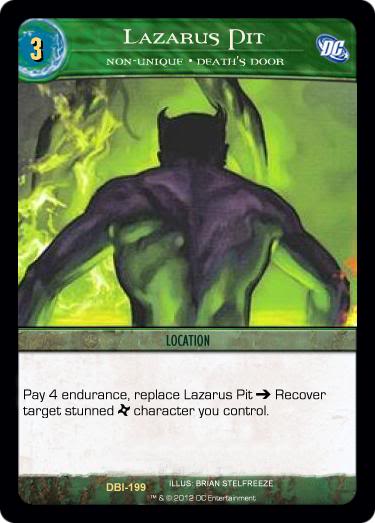 3
Lazarus Pit
NON-UNIQUE • DEATH'S DOOR
DC
LOCATION
Pay 4 endurance, replace Lazarus Pit ➔ Recover
target stunned character you control.
DBI-199
ILLUS: BRIAN STELFREEZE
™ & © 2012 DC Entertainment